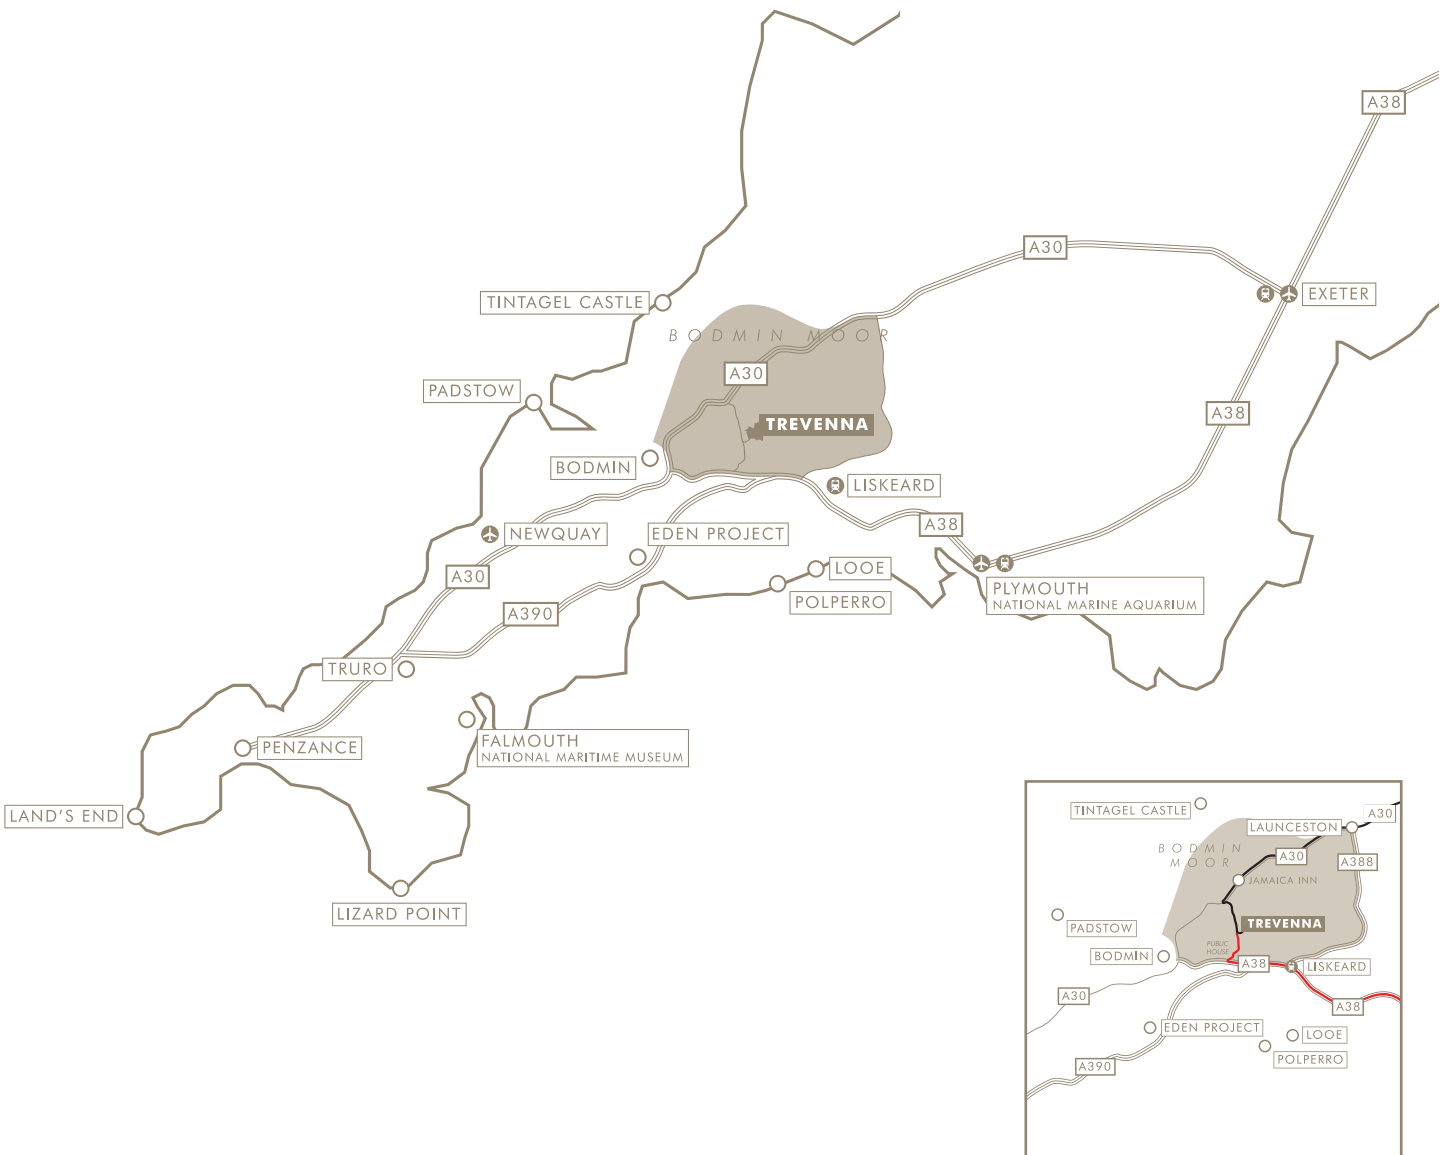 A38
A30
EXETER
TINTAGEL CASTLE
BODMIN MOOR
A30
PADSTOW
A38
TREVENNA
BODMIN
LISKEARD
A38
NEWQUAY
EDEN PROJECT
A30
LOOE
POLPERRO
PLYMOUTH
NATIONAL MARINE AQUARIUM
A390
TRURO
FALMOUTH
NATIONAL MARITIME MUSEUM
PENZANCE
LAND'S END
LIZARD POINT
TINTAGEL CASTLE
A30
LAUNCESTON
BODMIN
MOOR
A30
A388
JAMAICA INN
PADSTOW
TREVENNA
PUBLIC
HOUSE
BODMIN
A38
LISKEARD
A30
A38
EDEN PROJECT
LOOE
POLPERRO
A390